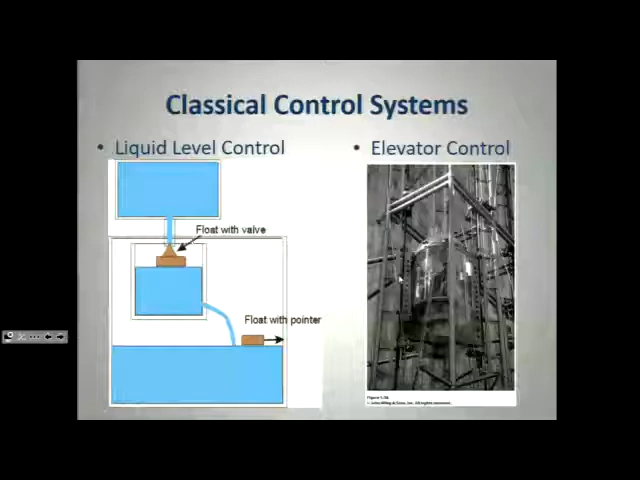 Classical Control Systems
• Liquid Level Control
• Elevator Control
Float with valve
Float with pointer